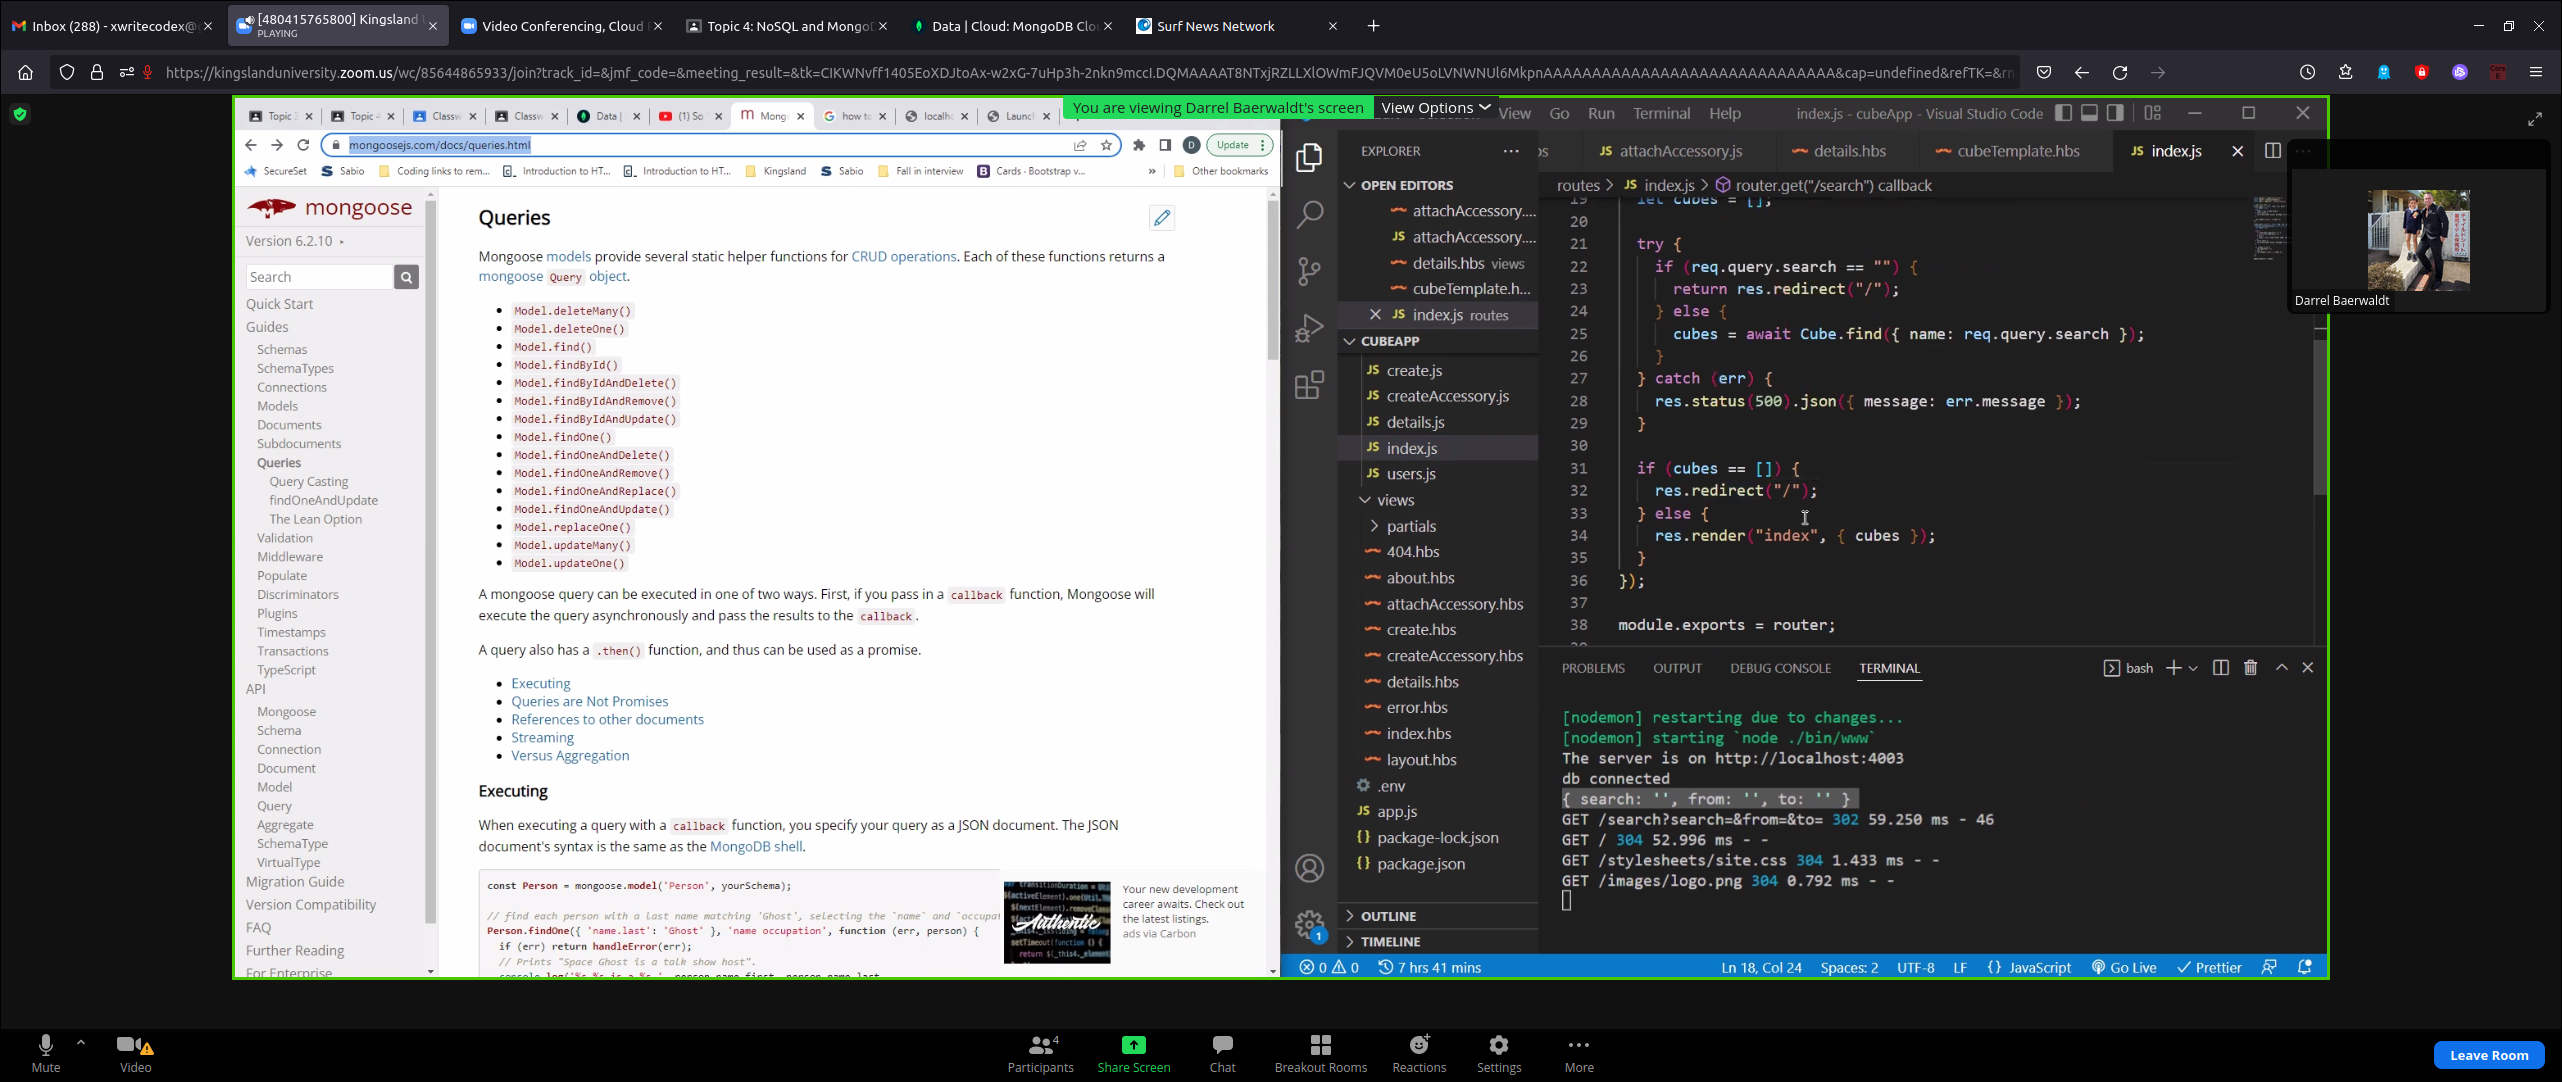 Inbox (288) - xwritecodex@
[480415765800] Kingsland U
PLAYING
Video Conferencing, Cloud
Topic 4: NoSQL and MongoD
Data | Cloud: MongoDB Clo
Surf News Network
https://kingslanduniversity.zoom.us/wc/85644865933/join?track_id=&jmf_code=&meeting_result=&tk=
You are viewing Darrel Baerwaldt's screen
View Options
Topic
Topic 4
Classw
Classw
Data |
(1) So
Mong
how to
localh
Launc
mongoosejs.com/docs/queries.html
Update
SecureSet
Sabio
Coding links to rem...
Introduction to HT...
Introduction to HT...
Kingsland
Sabio
Fall in interview
Cards · Bootstrap v...
Other bookmarks
mongoose
Version 6.2.10
Search
Quick Start
Guides
Schemas
SchemaTypes
Connections
Models
Documents
Subdocuments
Queries
Query Casting
findOneAndUpdate
The Lean Option
Validation
Middleware
Populate
Discriminators
Plugins
Timestamps
Transactions
TypeScript
API
Mongoose
Schema
Connection
Document
Model
Query
Aggregate
SchemaType
VirtualType
Migration Guide
Version Compatibility
FAQ
Further Reading
For Enterprise
Queries
Mongoose models provide several static helper functions for CRUD operations. Each of these functions returns a
mongoose Query object.
Model.deleteMany()
Model.deleteOne()
Model.find()
Model.findById()
Model.findByIdAndDelete()
Model.findByIdAndRemove()
Model.findByIdAndUpdate()
Model.findOne()
Model.findOneAndDelete()
Model.findOneAndRemove()
Model.findOneAndReplace()
Model.findOneAndUpdate()
Model.replaceOne()
Model.updateMany()
Model.updateOne()
A mongoose query can be executed in one of two ways. First, if you pass in a callback function, Mongoose will
execute the query asynchronously and pass the results to the callback.
A query also has a .then() function, and thus can be used as a promise.
Executing
Queries are Not Promises
References to other documents
Streaming
Versus Aggregation
Executing
When executing a query with a callback function, you specify your query as a JSON document. The JSON
document's syntax is the same as the MongoDB shell.
const Person = mongoose.model('Person', yourSchema);
// find each person with a last name matching 'Ghost', selecting the `name` and `occupat
Person.findOne({ 'name.last': 'Ghost' }, 'name occupation', function (err, person) {
if (err) return handleError(err);
// Prints "Space Ghost is a talk show host".
Authentic
Your new development
career awaits. Check out
the latest listings.
ads via Carbon
View
Go
Run
Terminal
Help
index.js - cubeApp - Visual Studio Code
EXPLORER
OPEN EDITORS
attachAccessory....
attachAccessory....
details.hbs views
cubeTemplate.h...
index.js routes
CUBEAPP
create.js
createAccessory.js
details.js
index.js
users.js
views
partials
404.hbs
about.hbs
attachAccessory.hbs
create.hbs
createAccessory.hbs
details.hbs
error.hbs
index.hbs
layout.hbs
.env
app.js
package-lock.json
package.json
OUTLINE
TIMELINE
bs
JS attachAccessory.js
details.hbs
cubeTemplate.hbs
JS index.js
routes > JS index.js > router.get("/search") callback
19 let cubes = [];
20
21 try {
22 if (req.query.search == "") {
23 return res.redirect("/");
24 } else {
25 cubes = await Cube.find({ name: req.query.search });
26 }
27 } catch (err) {
28 res.status(500).json({ message: err.message });
29 }
30
31 if (cubes == []) {
32 res.redirect("/");
33 } else {
34 res.render("index", { cubes });
35 }
36 });
37
38 module.exports = router;
PROBLEMS
OUTPUT
DEBUG CONSOLE
TERMINAL
bash
[nodemon] restarting due to changes...
[nodemon] starting `node ./bin/www`
The server is on http://localhost:4003
db connected
{ search: '', from: '', to: '' }
GET /search?search=&from=&to= 302 59.250 ms - 46
GET / 304 52.996 ms - -
GET /stylesheets/site.css 304 1.433 ms - -
GET /images/logo.png 304 0.792 ms - -
0
0
7 hrs 41 mins
Ln 18, Col 24
Spaces: 2
UTF-8
LF
JavaScript
Go Live
Prettier
Darrel Baerwaldt
Mute
Video
4
Participants
Share Screen
Chat
Breakout Rooms
Reactions
Settings
More
Leave Room